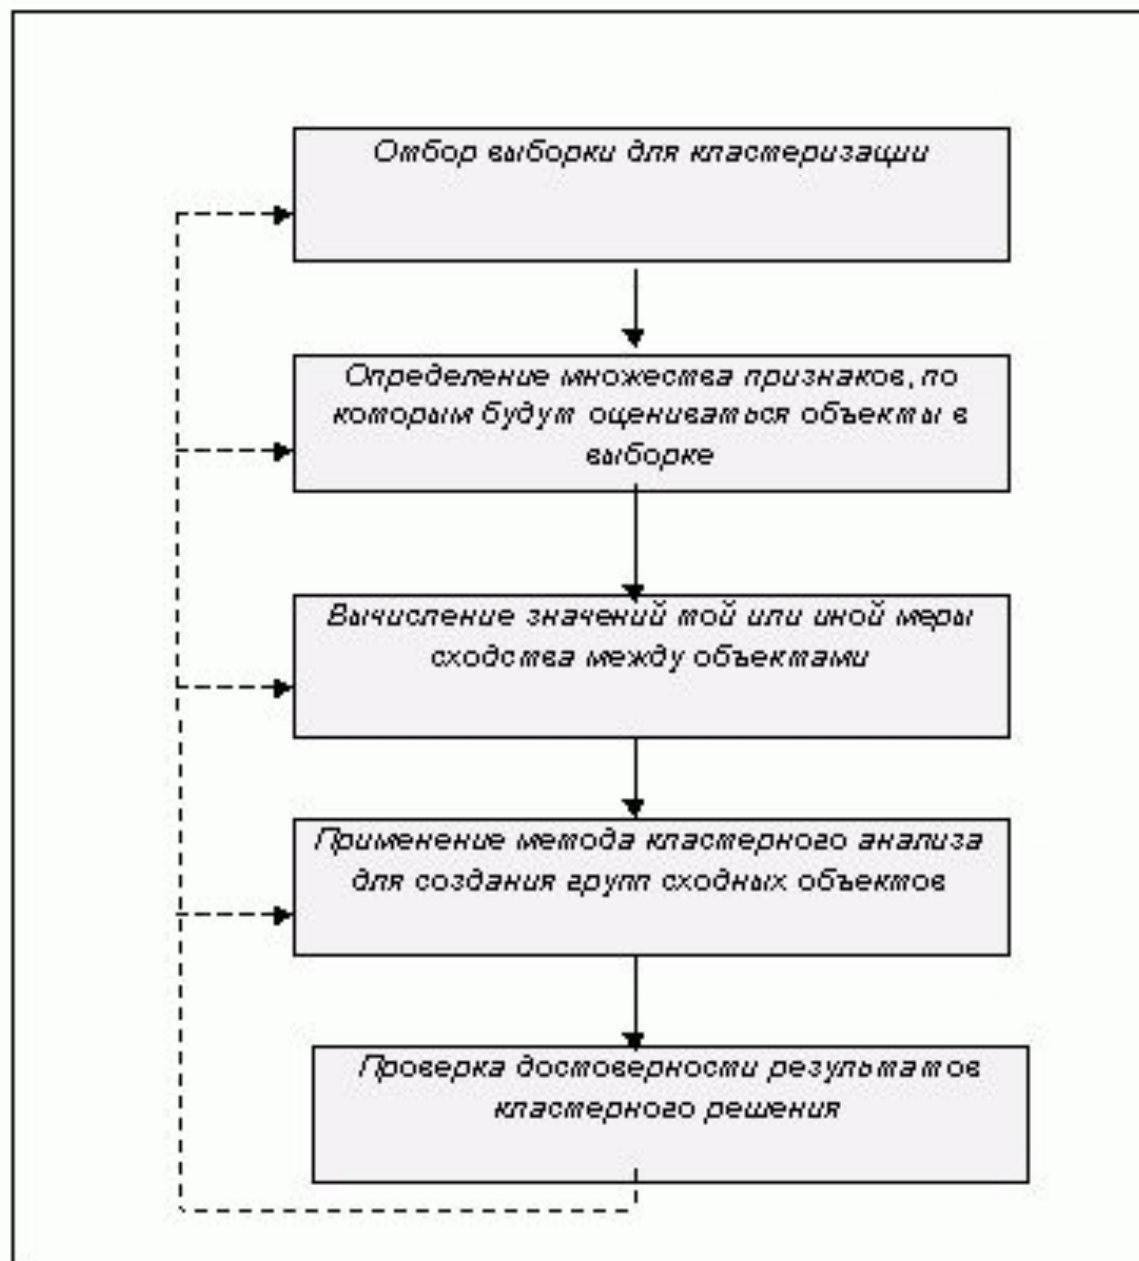 Отбор выборки для кластеризации
Определение множества признаков, по
которым будут оцениваться объекты в
выборке
Вычисление значений той или иной меры
сходства между объектами
Применение метода кластерного анализа
для создания групп сходных объектов
Проверка достоверности результатов
кластерного решения